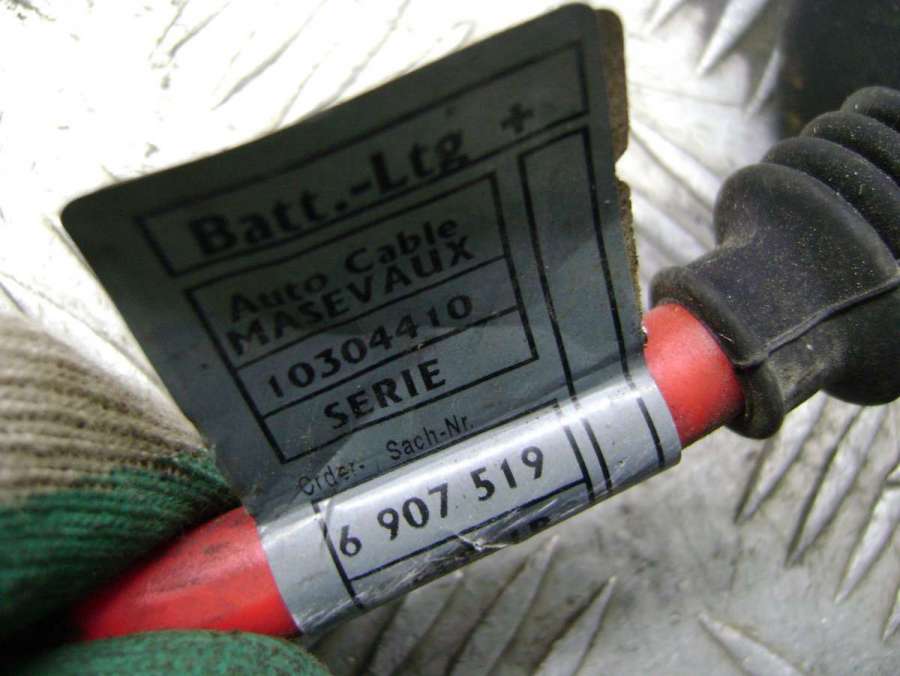 Batt.-Ltg +
Auto Cable
MASEVAUX
10304410
SERIE
Order- Sach-Nr.
6 907 519